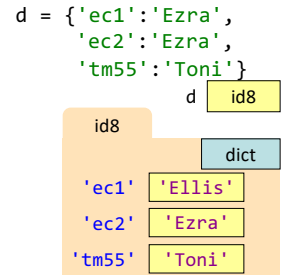 d = {'ec1':'Ezra',
'ec2':'Ezra',
'tm55':'Toni'}
d id8
id8
dict
'ec1' 'Ellis'
'ec2' 'Ezra'
'tm55' 'Toni'